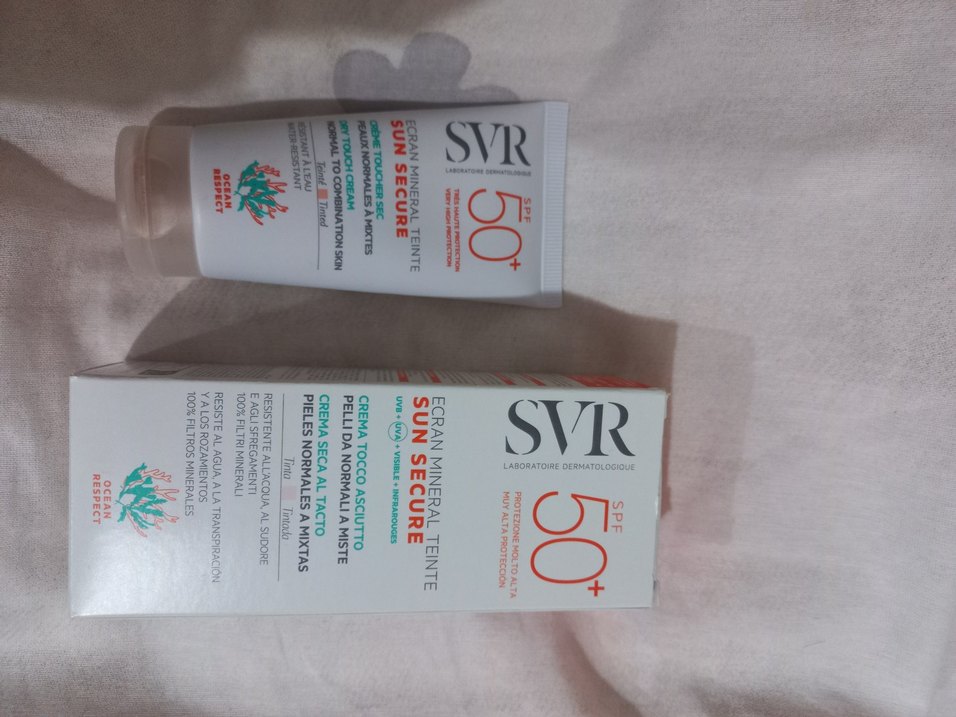 SVR
LABORATOIRE DERMATOLOGIQUE
SPF
50+
TRÈS HAUTE PROTECTION
VERY HIGH PROTECTION
ECRAN MINERAL TEINTE
SUN SECURE
CRÈME TOUCHER SEC
PEAUX NORMALES À MIXTES
DRY TOUCH CREAM
NORMAL TO COMBINATION SKIN
Teinté Tinted
RÉSISTANT À L'EAU
WATER-RESISTANT
OCEAN
RESPECT
SVR
LABORATOIRE DERMATOLOGIQUE
SPF
50+
PROTEZIONE MOLTO ALTA
MUY ALTA PROTECCIÓN
ECRAN MINERAL TEINTE
SUN SECURE
UVB + UVA + VISIBLE + INFRAROUGES
CREMA TOCCO ASCIUTTO
PELLI DA NORMALI A MISTE
CREMA SECA AL TACTO
PIELES NORMALES A MIXTAS
Tinta Tintada
RESISTENTE ALL'ACQUA, AL SUDORE
E AGLI SFREGAMENTI
100% FILTRI MINERALI
RESISTE AL AGUA, A LA TRANSPIRACIÓN
Y A LOS ROZAMIENTOS
100% FILTROS MINERALES
OCEAN
RESPECT